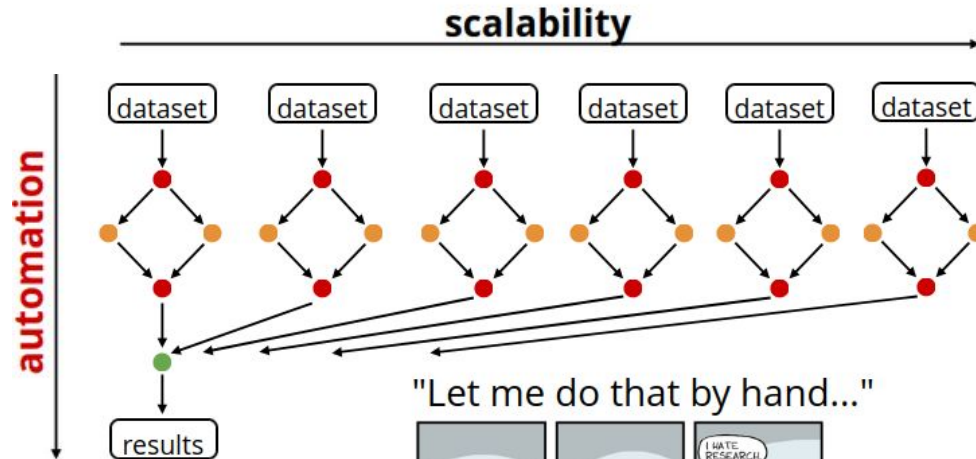 scalability
automation
dataset
dataset
dataset
dataset
dataset
dataset
results
"Let me do that by hand..."
I HATE
RESEARCH